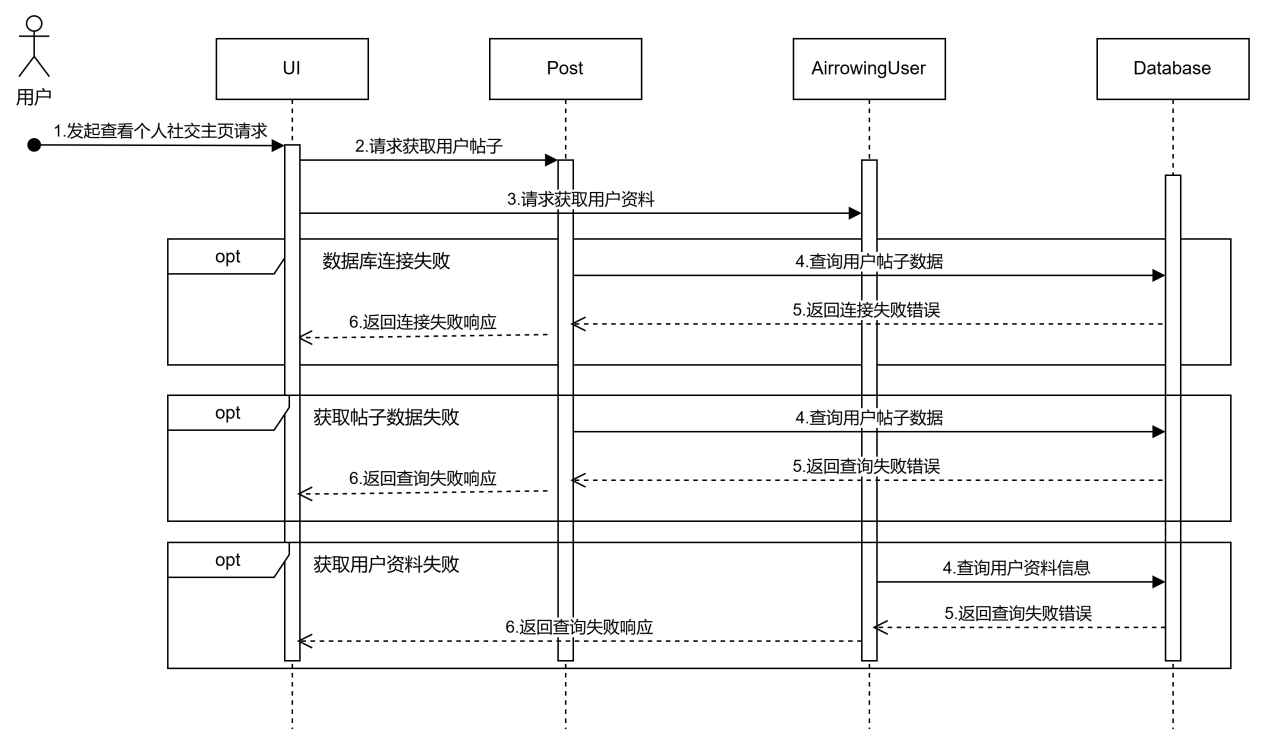 用户
UI
Post
AirrowingUser
Database
1.发起查看个人社交主页请求
2.请求获取用户帖子
3.请求获取用户资料
opt
数据库连接失败
4.查询用户帖子数据
5.返回连接失败错误
6.返回连接失败响应
opt
获取帖子数据失败
4.查询用户帖子数据
5.返回查询失败错误
6.返回查询失败响应
opt
获取用户资料失败
4.查询用户资料信息
5.返回查询失败错误
6.返回查询失败响应